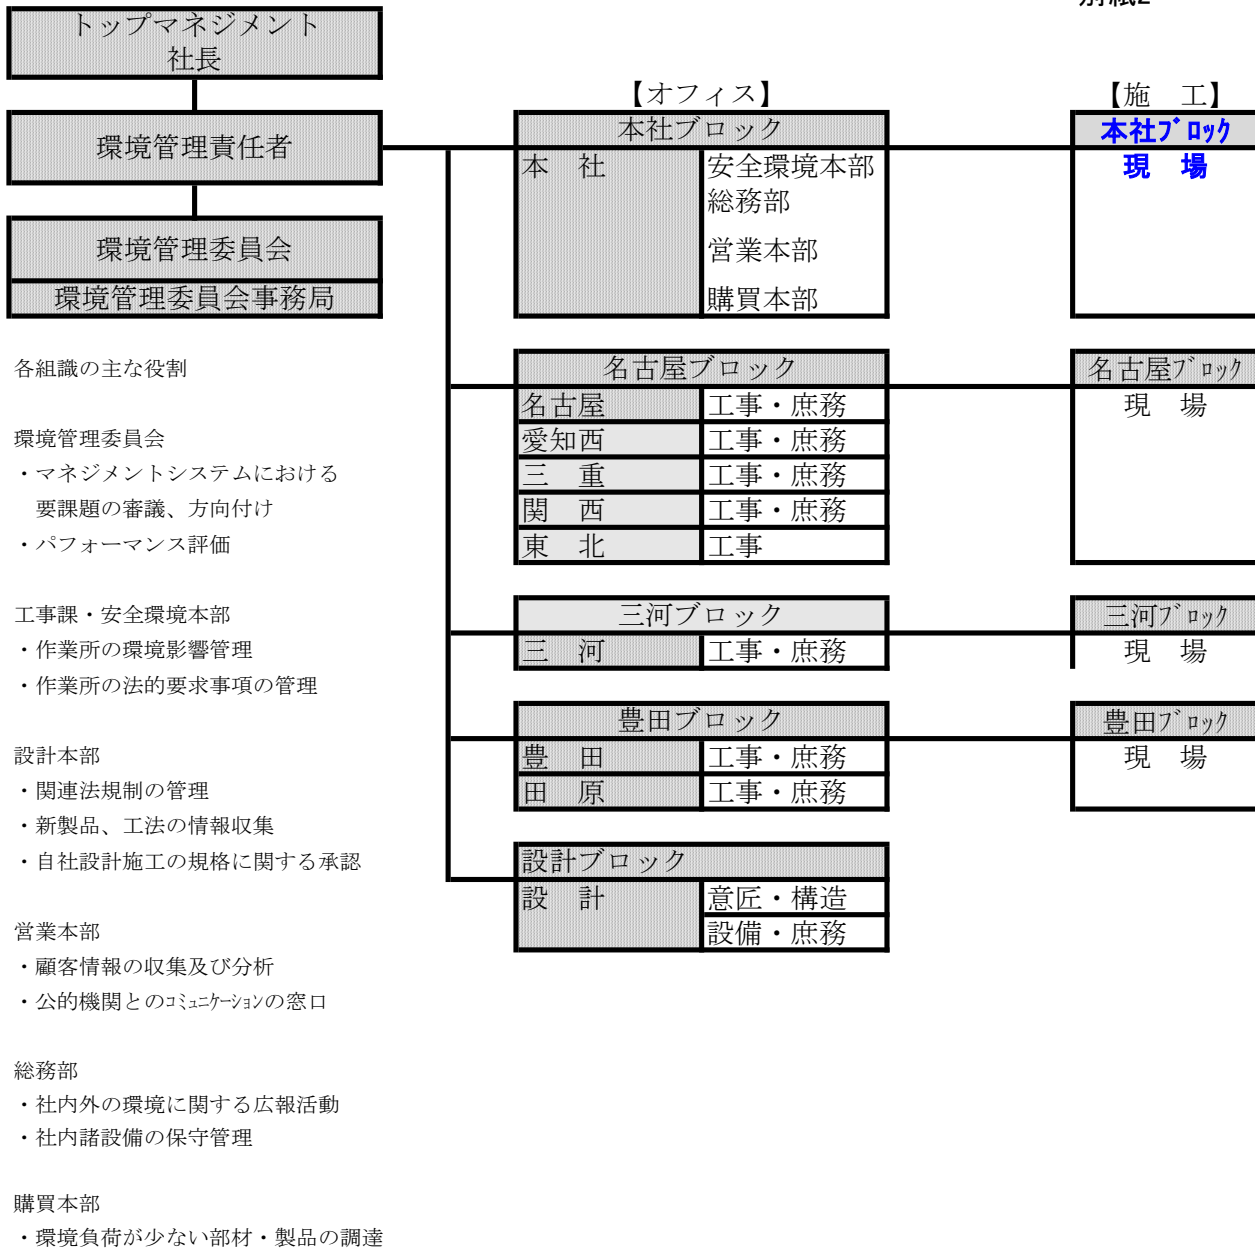 別紙2
トップマネジメント
社長
環境管理責任者
環境管理委員会
環境管理委員会事務局
【オフィス】
本社ブロック
本　社
安全環境本部
総務部
営業本部
購買本部
名古屋ブロック
名古屋 工事・庶務
愛知西 工事・庶務
三　重 工事・庶務
関　西 工事・庶務
東　北 工事
三河ブロック
三　河 工事・庶務
豊田ブロック
豊　田 工事・庶務
田　原 工事・庶務
設計ブロック
設　計 意匠・構造
設備・庶務
【施　工】
本社ﾌﾞﾛｯｸ
現　場
名古屋ﾌﾞﾛｯｸ
現　場
三河ﾌﾞﾛｯｸ
現　場
豊田ﾌﾞﾛｯｸ
現　場
各組織の主な役割
環境管理委員会
・マネジメントシステムにおける
要課題の審議、方向付け
・パフォーマンス評価
工事課・安全環境本部
・作業所の環境影響管理
・作業所の法的要求事項の管理
設計本部
・関連法規制の管理
・新製品、工法の情報収集
・自社設計施工の規格に関する承認
営業本部
・顧客情報の収集及び分析
・公的機関とのｺﾐｭﾆｹｰｼｮﾝの窓口
総務部
・社内外の環境に関する広報活動
・社内諸設備の保守管理
購買本部
・環境負荷が少ない部材・製品の調達